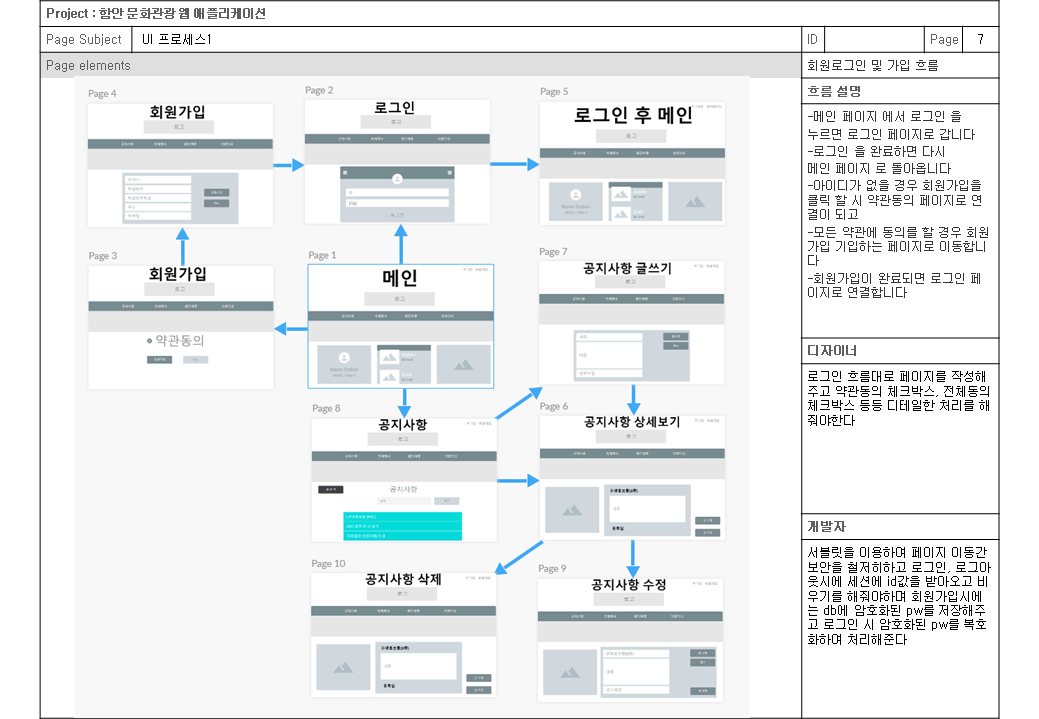 Project : 함안 문화관광 웹 애플리케이션
Page Subject UI 프로세스1 ID Page 7
Page elements
회원로그인 및 가입 흐름
흐름 설명
-메인 페이지 에서 로그인 을
누르면 로그인 페이지로 갑니다
-로그인 을 완료하면 다시
메인 페이지 로 돌아옵니다
-아이디가 없을 경우 회원가입을
클릭 할 시 약관동의 페이지로 연
결이 되고
-모든 약관에 동의를 할 경우 회원
가입 기입하는 페이지로 이동합니
다
-회원가입이 완료되면 로그인 페
이지로 연결합니다
디자이너
로그인 흐름대로 페이지를 작성해
주고 약관동의 체크박스, 전체동의
체크박스 등등 디테일한 처리를 해
줘야한다
개발자
서블릿을 이용하여 페이지 이동간
보안을 철저히하고 로그인, 로그아
웃시에 세션에 id값을 받아오고 비
우기를 해줘야하며 회원가입시에
는 db에 암호화된 pw를 저장해주
고 로그인 시 암호화된 pw를 복호
화하여 처리해준다
Page 4
회원가입
로고
Page 2
로그인
로고
PW
로그인
Page 5
로그인 후 메인
로고
Page 3
회원가입
로고
약관동의
Page 1
메인
로고
Page 7
공지사항 글쓰기
로고
Page 8
공지사항
로고
공지사항
Page 6
공지사항 상세보기
로고
Page 10
공지사항 삭제
로고
Page 9
공지사항 수정
로고